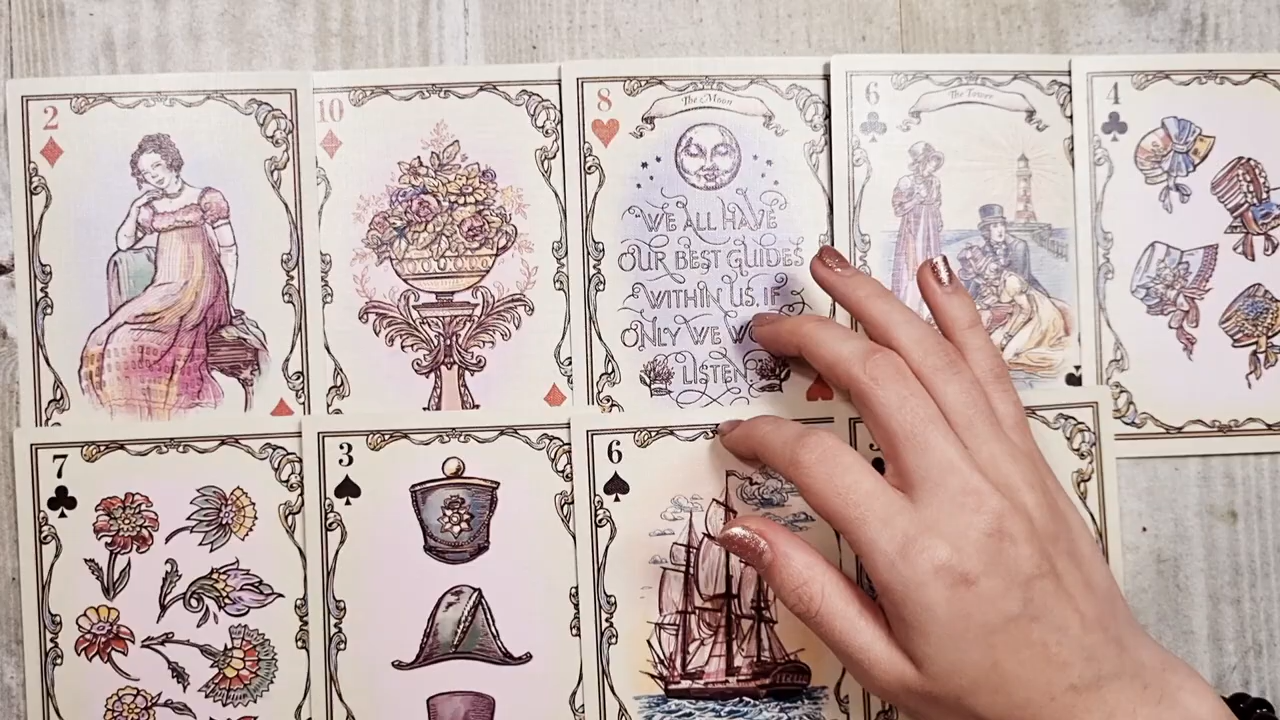 2
10
8
The Moon
WE ALL HAVE
OUR BEST GUIDES
WITHIN US, IF
ONLY WE
LISTEN.
6
The Tower
4
7
3
6